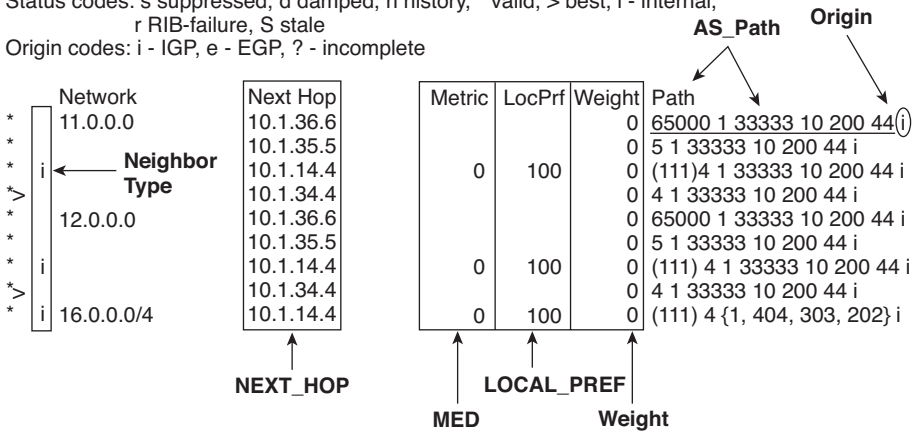 Status codes: s suppressed, d damped, h history, * valid, > best, i - internal,
r RIB-failure, S stale
Origin codes: i - IGP, e - EGP, ? - incomplete
AS_Path
Origin
Network Next Hop Metric LocPrf Weight Path
* 11.0.0.0 10.1.36.6 0 65000 1 33333 10 200 44 i
* 10.1.35.5 0 5 1 33333 10 200 44 i
* i 10.1.14.4 0 100 0 (111)4 1 33333 10 200 44 i
*> 10.1.34.4 0 4 1 33333 10 200 44 i
* 12.0.0.0 10.1.36.6 0 65000 1 33333 10 200 44 i
* 10.1.35.5 0 5 1 33333 10 200 44 i
* i 10.1.14.4 0 100 0 (111) 4 1 33333 10 200 44 i
*> 10.1.34.4 0 4 1 33333 10 200 44 i
* i 16.0.0.0/4 10.1.14.4 0 100 0 (111) 4 {1, 404, 303, 202} i
Neighbor
Type
NEXT_HOP
LOCAL_PREF
MED
Weight